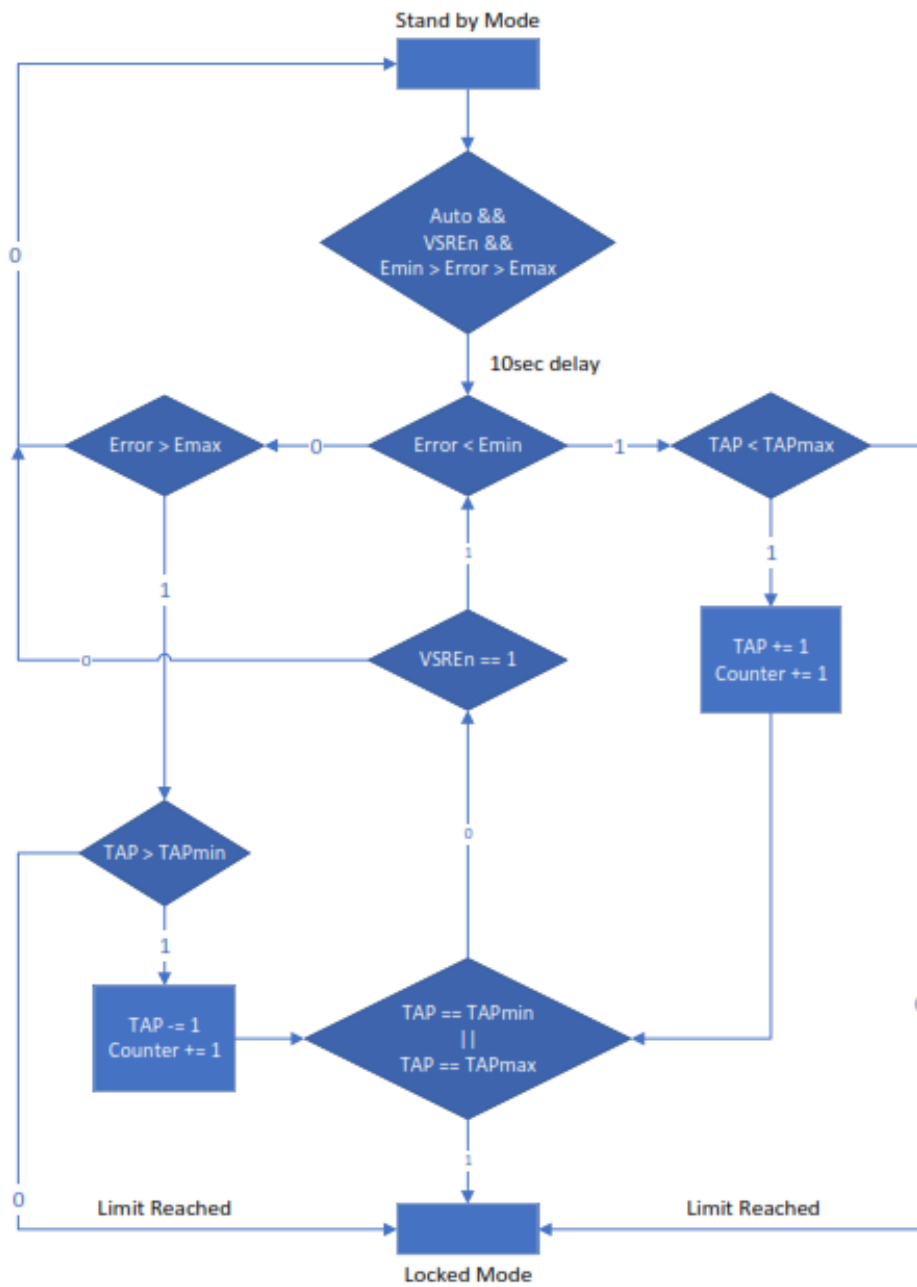 Stand by Mode
Auto &&
VSREn &&
Emin > Error > Emax
0
10sec delay
Error > Emax
0
Error < Emin
1
TAP < TAPmax
1
1
1
TAP += 1
Counter += 1
0
VSREn == 1
0
TAP > TAPmin
1
TAP -= 1
Counter += 1
TAP == TAPmin
||
TAP == TAPmax
1
0
Limit Reached
Limit Reached
Locked Mode